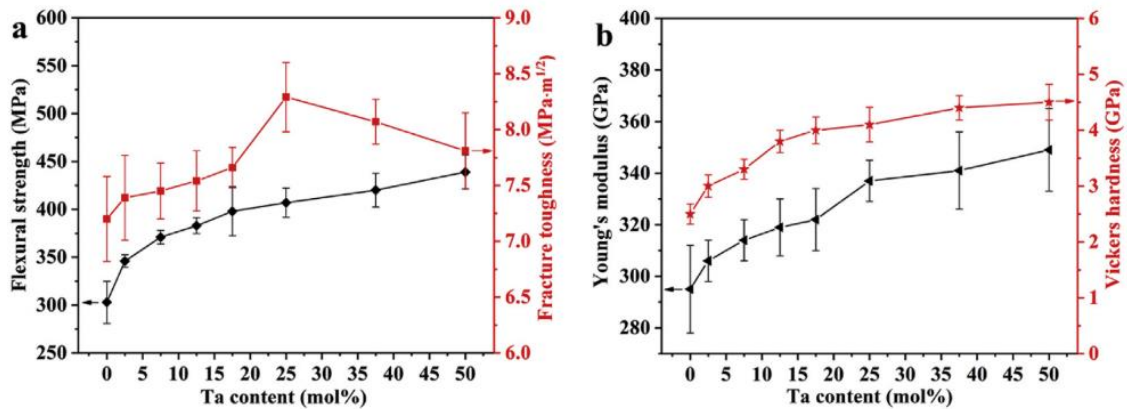 a
600
550
500
450
400
350
300
250
Flexural strength (MPa)
9.0
8.5
8.0
7.5
7.0
6.5
6.0
Fracture toughness (MPa·m1/2)
0 5 10 15 20 25 30 35 40 45 50
Ta content (mol%)
b
400
380
360
340
320
300
280
Young's modulus (GPa)
6
5
4
3
2
1
0
Vickers hardness (GPa)
0 5 10 15 20 25 30 35 40 45 50
Ta content (mol%)